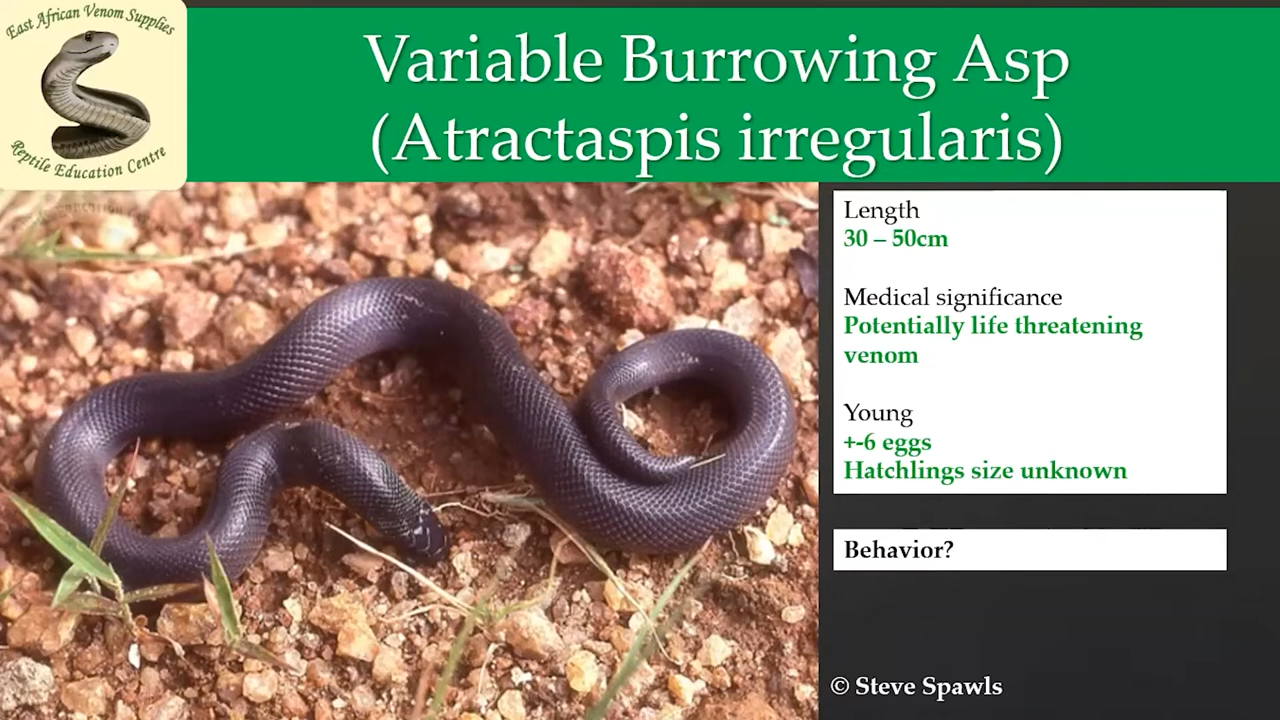 East African Venom Supplies
Reptile Education Centre
Variable Burrowing Asp
(Atractaspis irregularis)
Length
30 – 50cm
Medical significance
Potentially life threatening
venom
Young
+-6 eggs
Hatchlings size unknown
Behavior?
© Steve Spawls